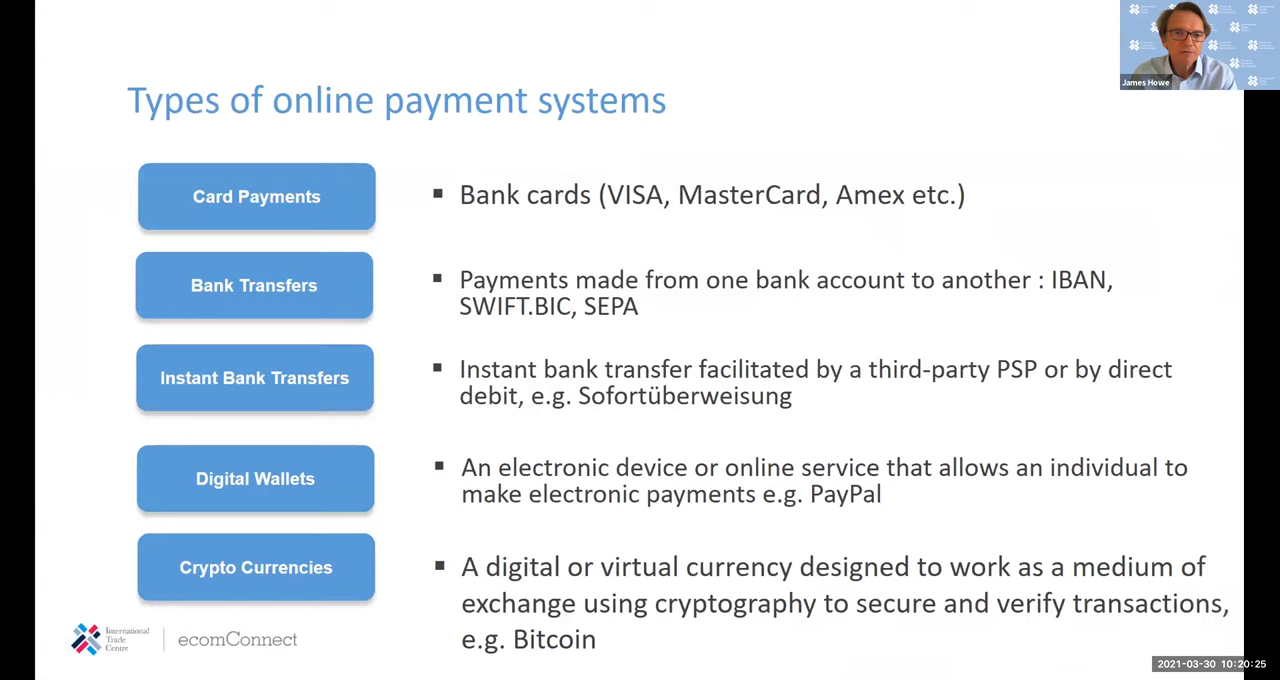 James Howe
Types of online payment systems
Card Payments
▪ Bank cards (VISA, MasterCard, Amex etc.)
Bank Transfers
▪ Payments made from one bank account to another : IBAN,
SWIFT.BIC, SEPA
Instant Bank Transfers
▪ Instant bank transfer facilitated by a third-party PSP or by direct
debit, e.g. Sofortüberweisung
Digital Wallets
▪ An electronic device or online service that allows an individual to
make electronic payments e.g. PayPal
Crypto Currencies
▪ A digital or virtual currency designed to work as a medium of
exchange using cryptography to secure and verify transactions,
e.g. Bitcoin
International
Trade
Centre
ecomConnect
2021-03-30 10:20:25